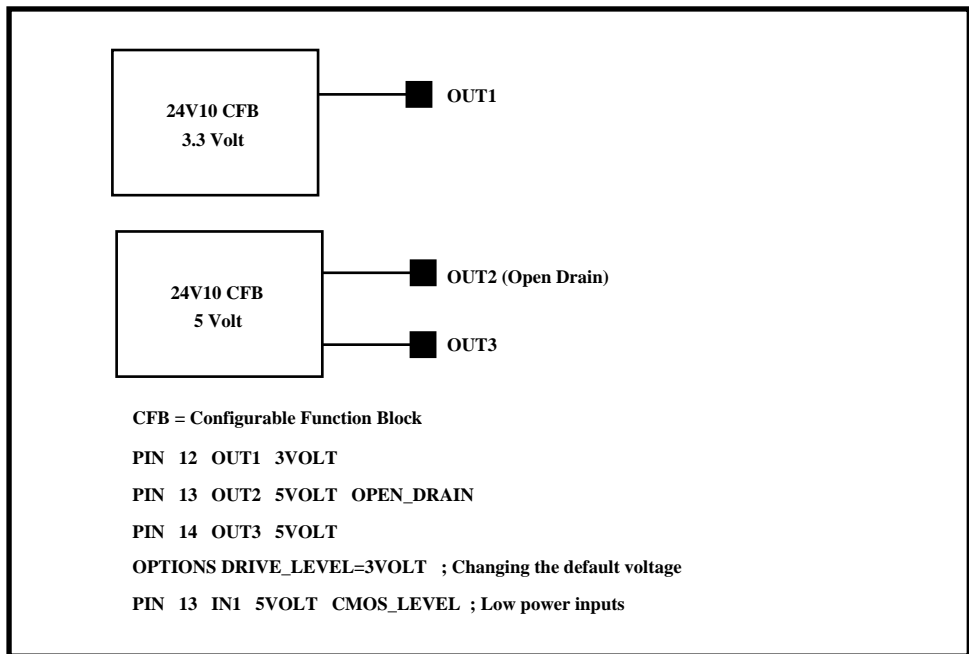 24V10 CFB
3.3 Volt
OUT1
24V10 CFB
5 Volt
OUT2 (Open Drain)
OUT3
CFB = Configurable Function Block
PIN 12 OUT1 3VOLT
PIN 13 OUT2 5VOLT OPEN_DRAIN
PIN 14 OUT3 5VOLT
OPTIONS DRIVE_LEVEL=3VOLT ; Changing the default voltage
PIN 13 IN1 5VOLT CMOS_LEVEL ; Low power inputs